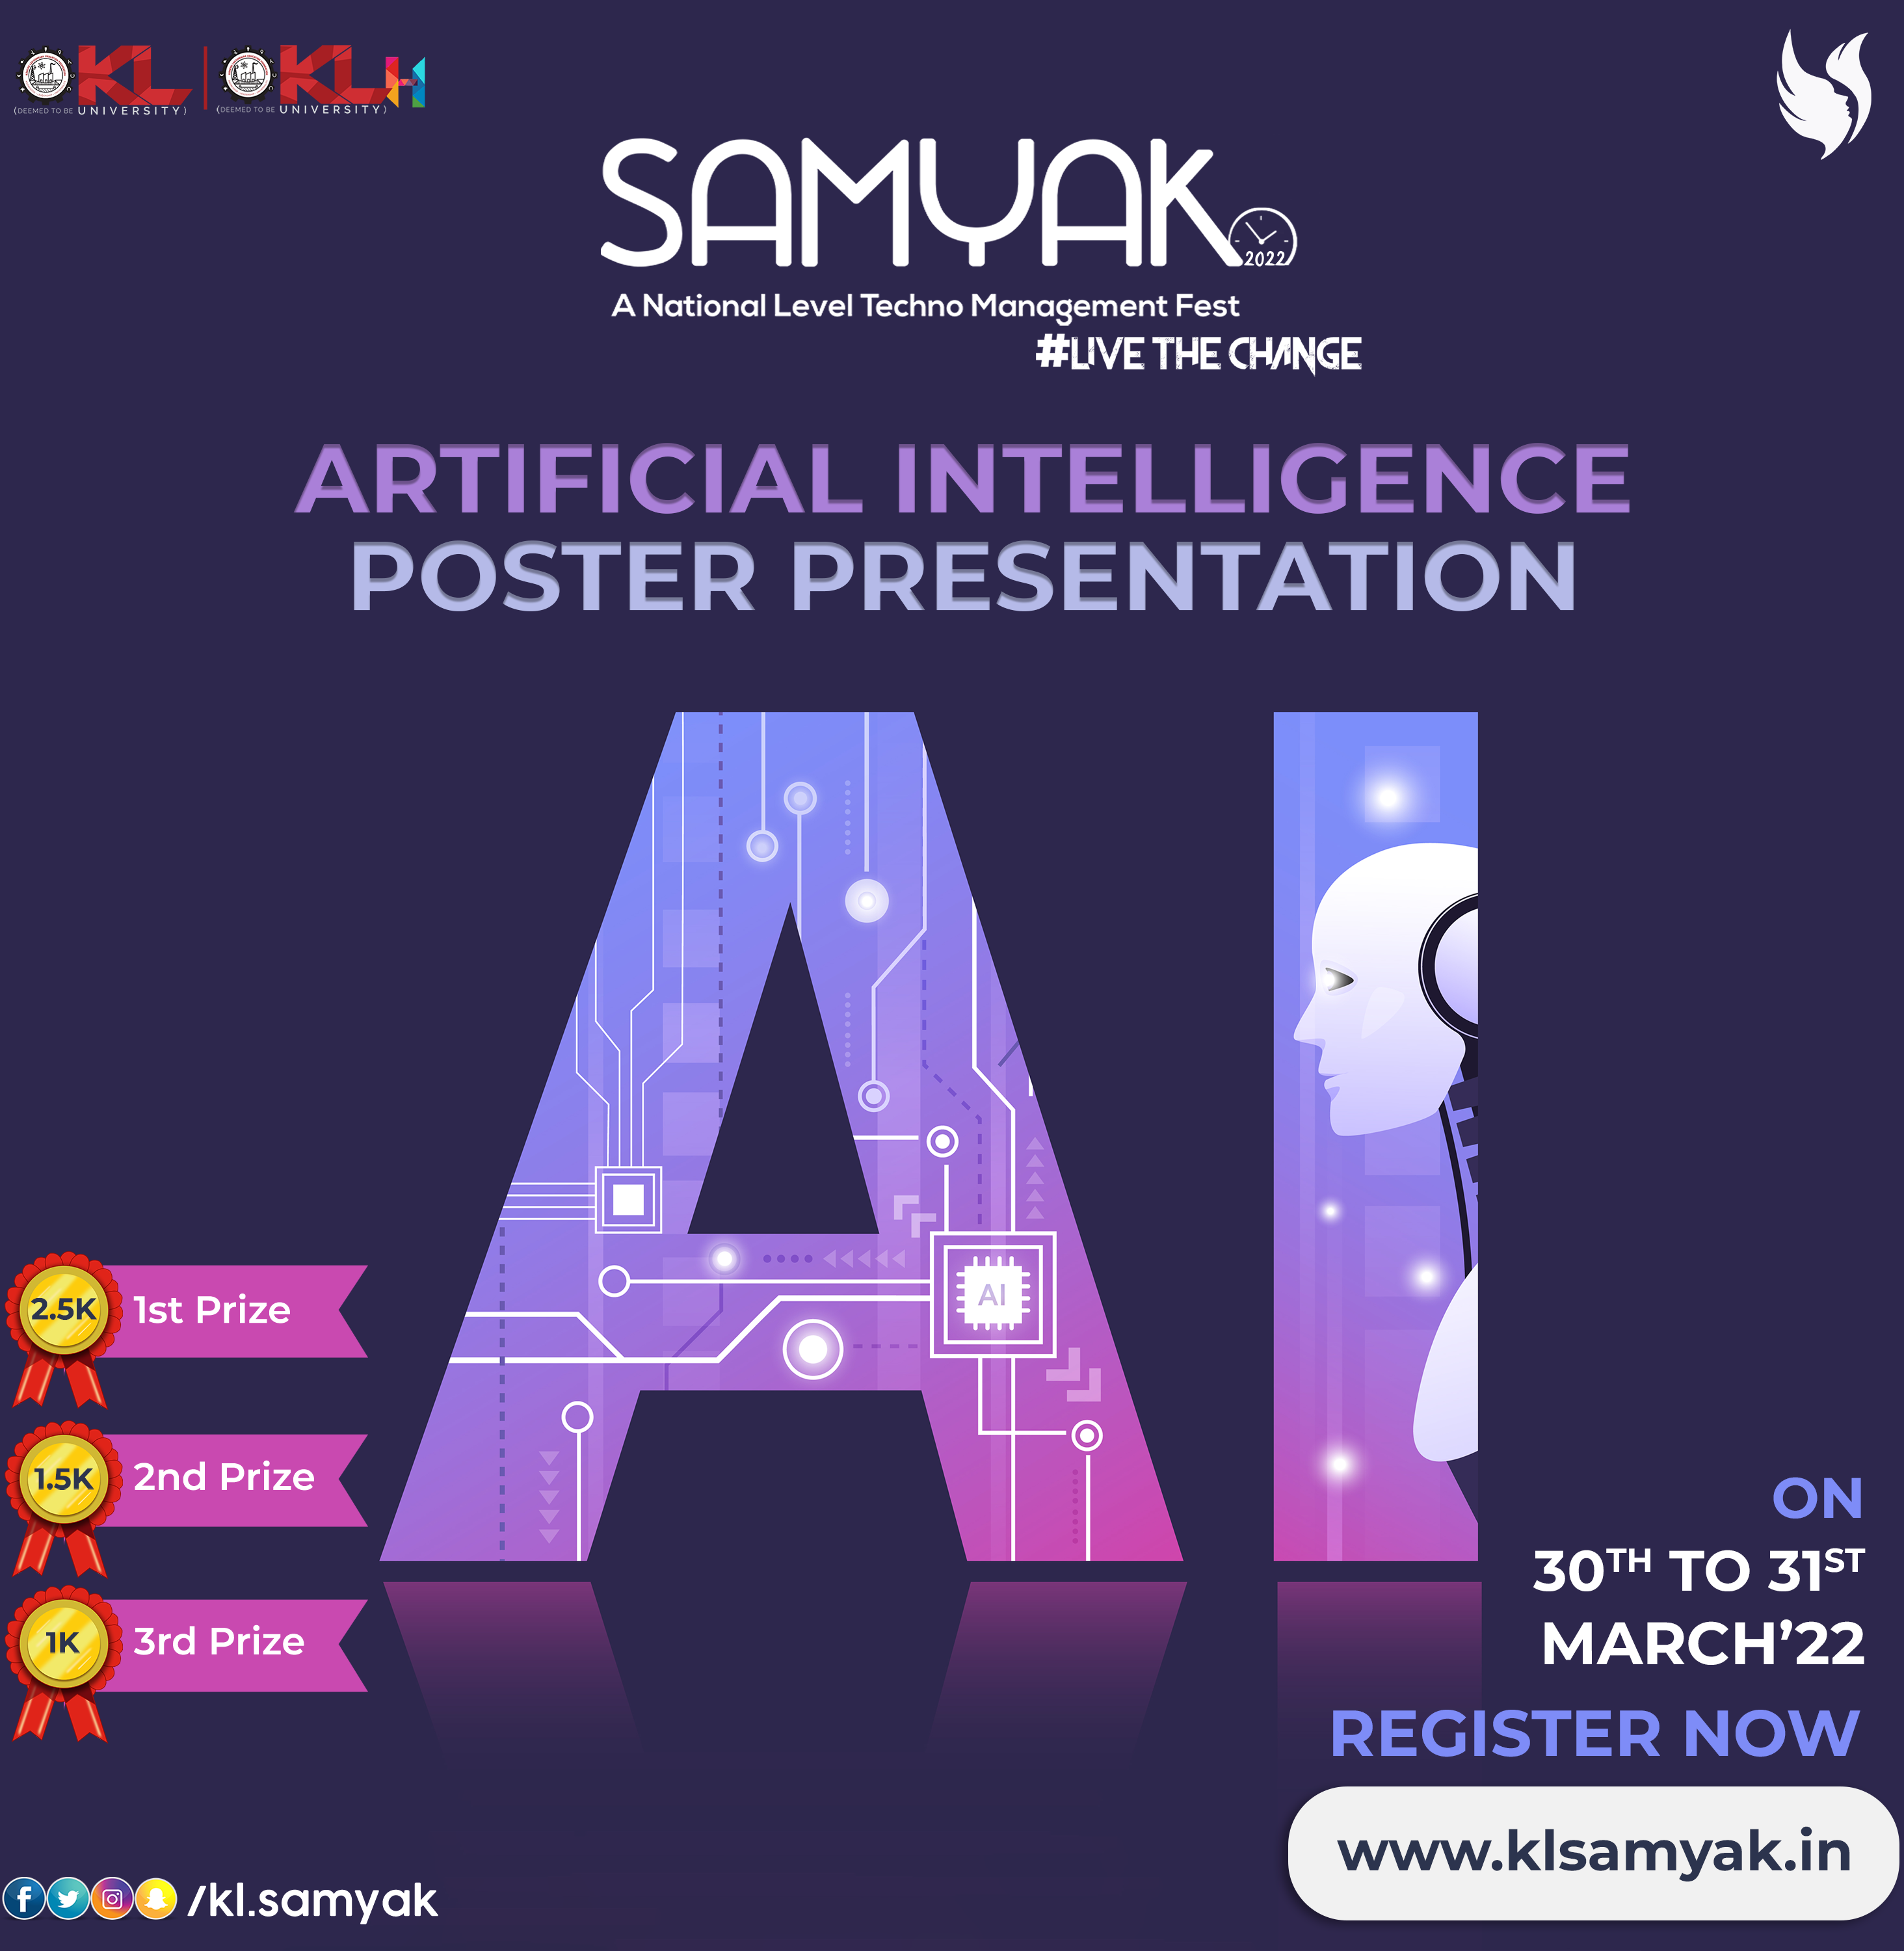 KL | KLH
(DEEMED TO BE UNIVERSITY) (DEEMED TO BE UNIVERSITY)
SAMYAK
2022
A National Level Techno Management Fest
#LIVE THE CHANGE
ARTIFICIAL INTELLIGENCE
POSTER PRESENTATION
AI
AI
2.5K 1st Prize
1.5K 2nd Prize
1K 3rd Prize
ON
30TH TO 31ST
MARCH’22
REGISTER NOW
www.klsamyak.in
/kl.samyak